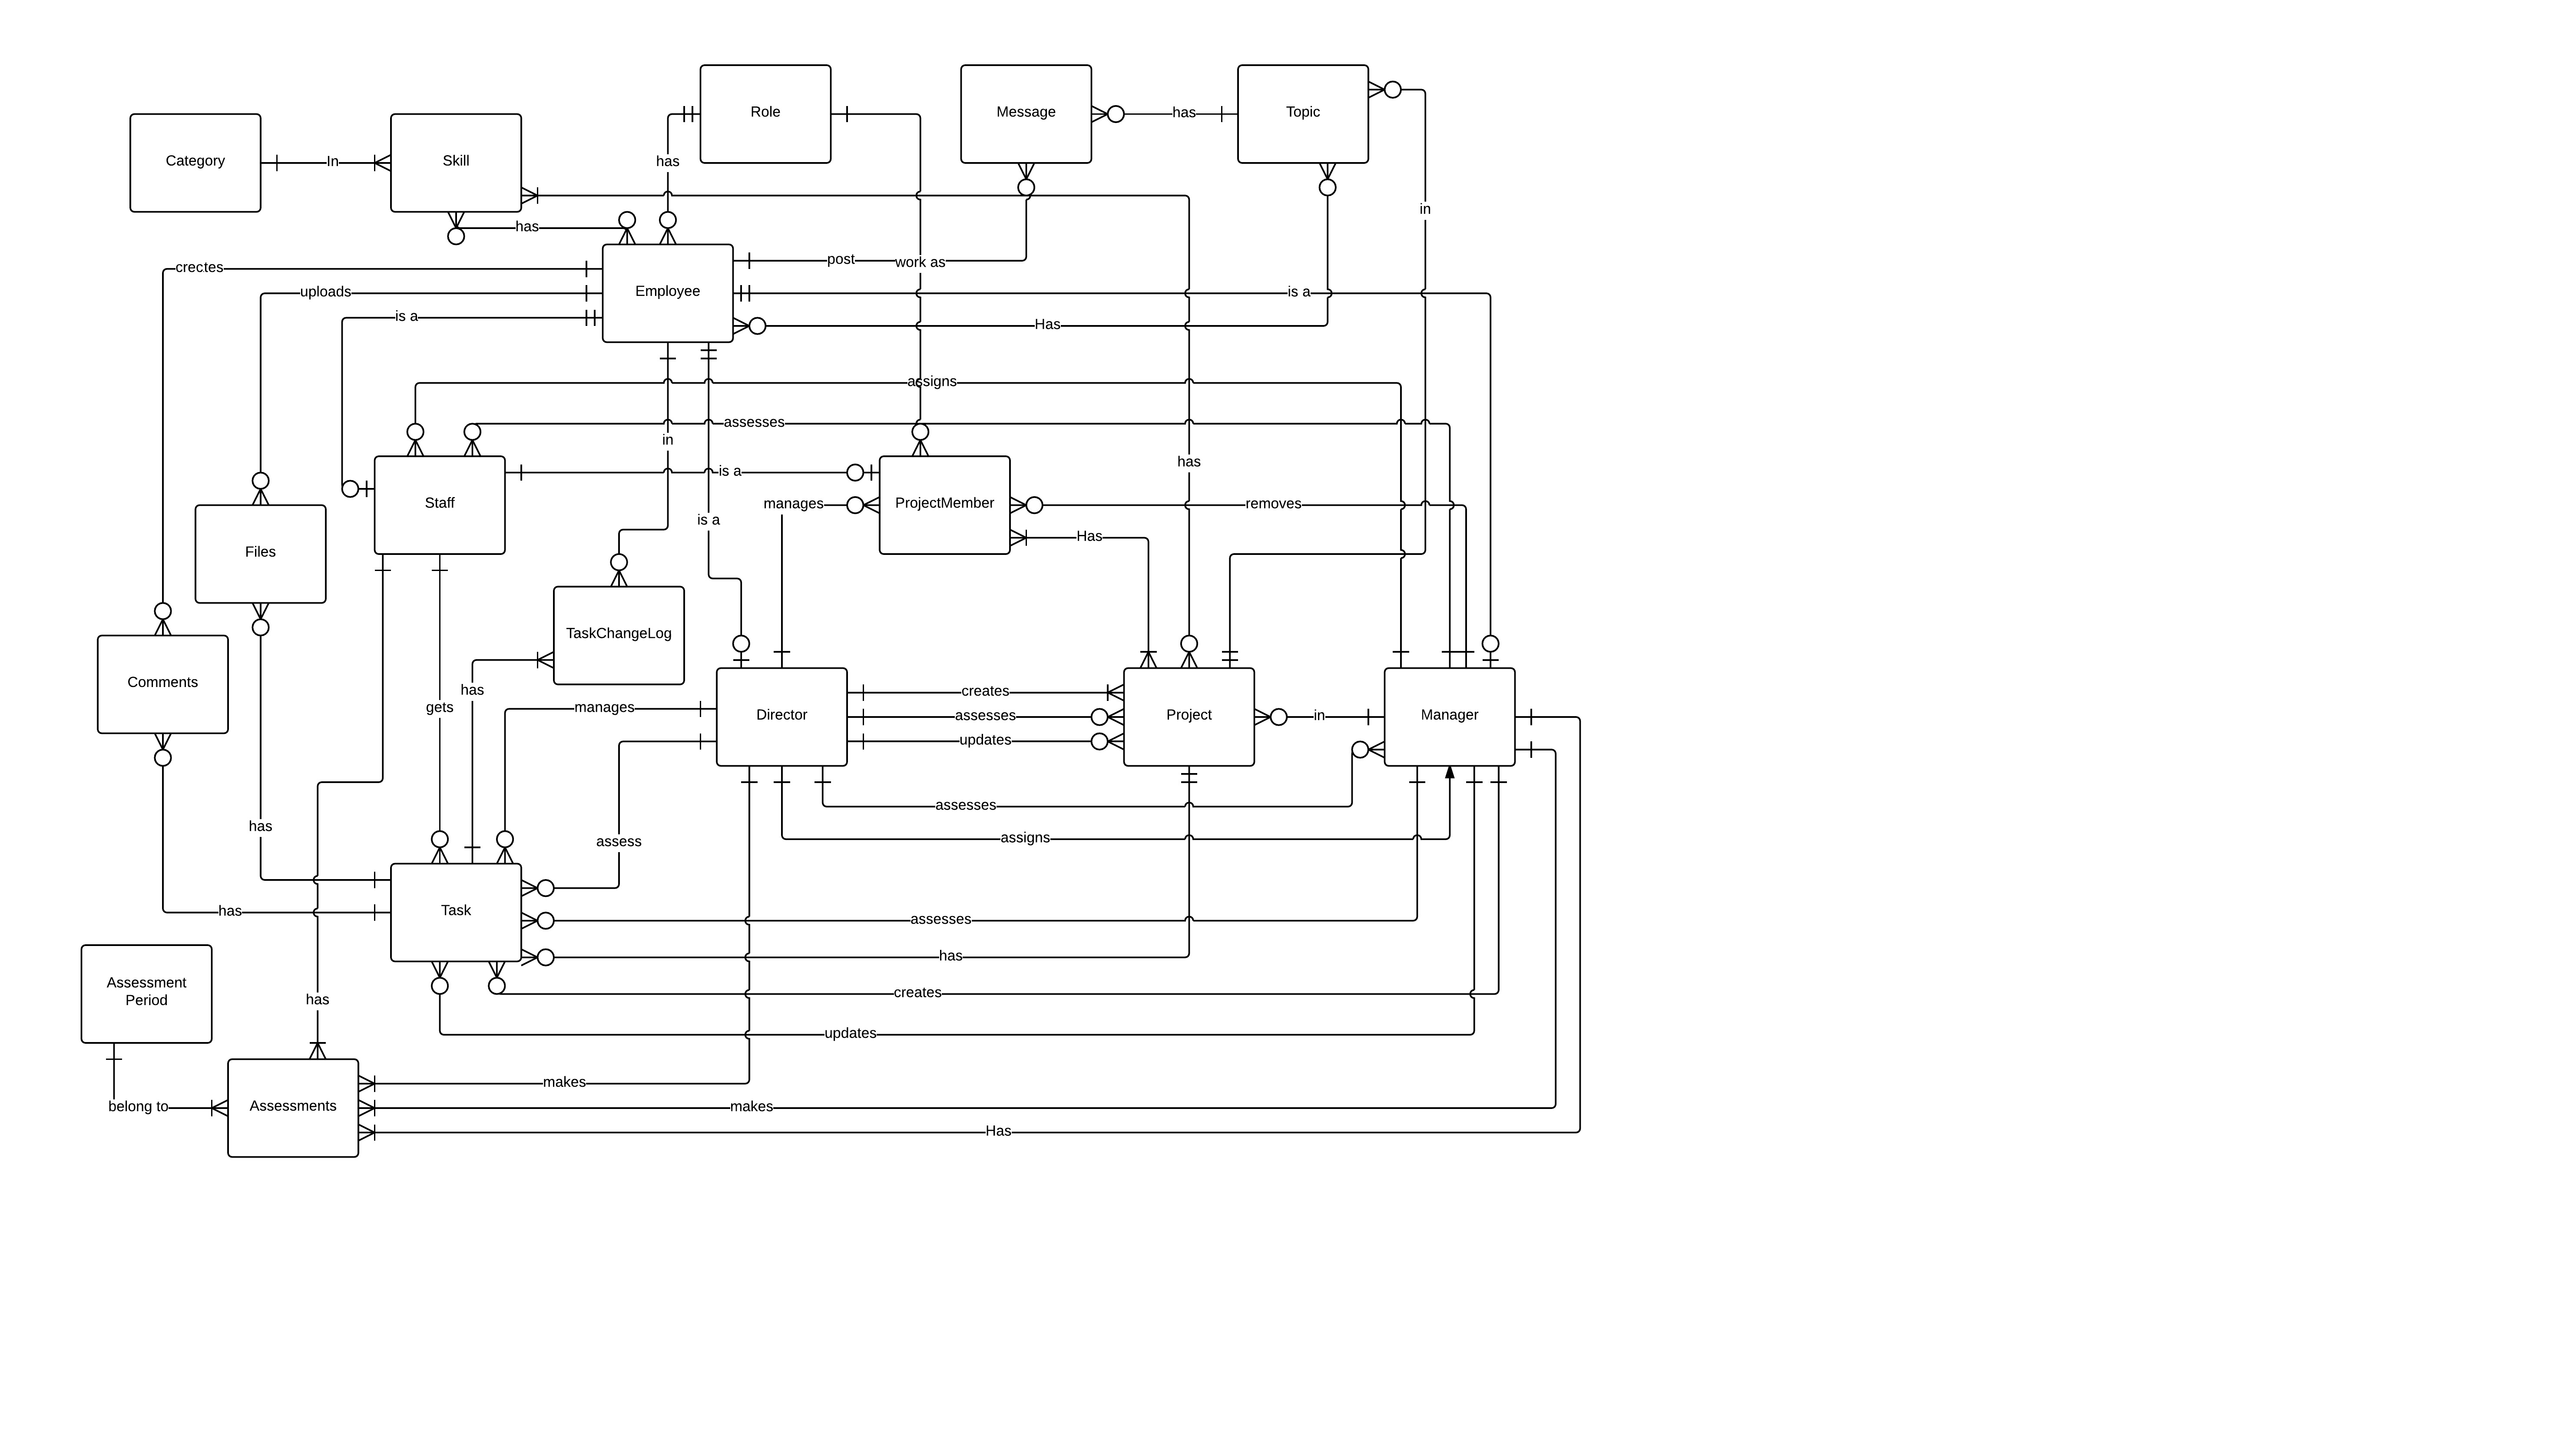 Role
Message
has
Topic
Category
In
Skill
has
in
has
crectes
post
work as
uploads
Employee
is a
is a
Has
assigns
assesses
in
is a
has
Staff
manages
ProjectMember
removes
is a
Has
Files
TaskChangeLog
Comments
has
creates
gets
manages
Director
assesses
Project
in
Manager
updates
assesses
has
assess
assigns
has
Task
assesses
has
Assessment
Period
has
creates
updates
makes
belong to
Assessments
makes
Has